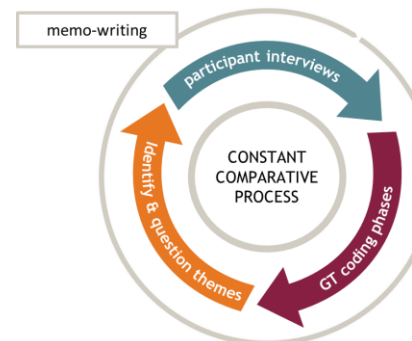 memo-writing
participant interviews
CONSTANT
COMPARATIVE
PROCESS
GT coding phases
Identify & question themes